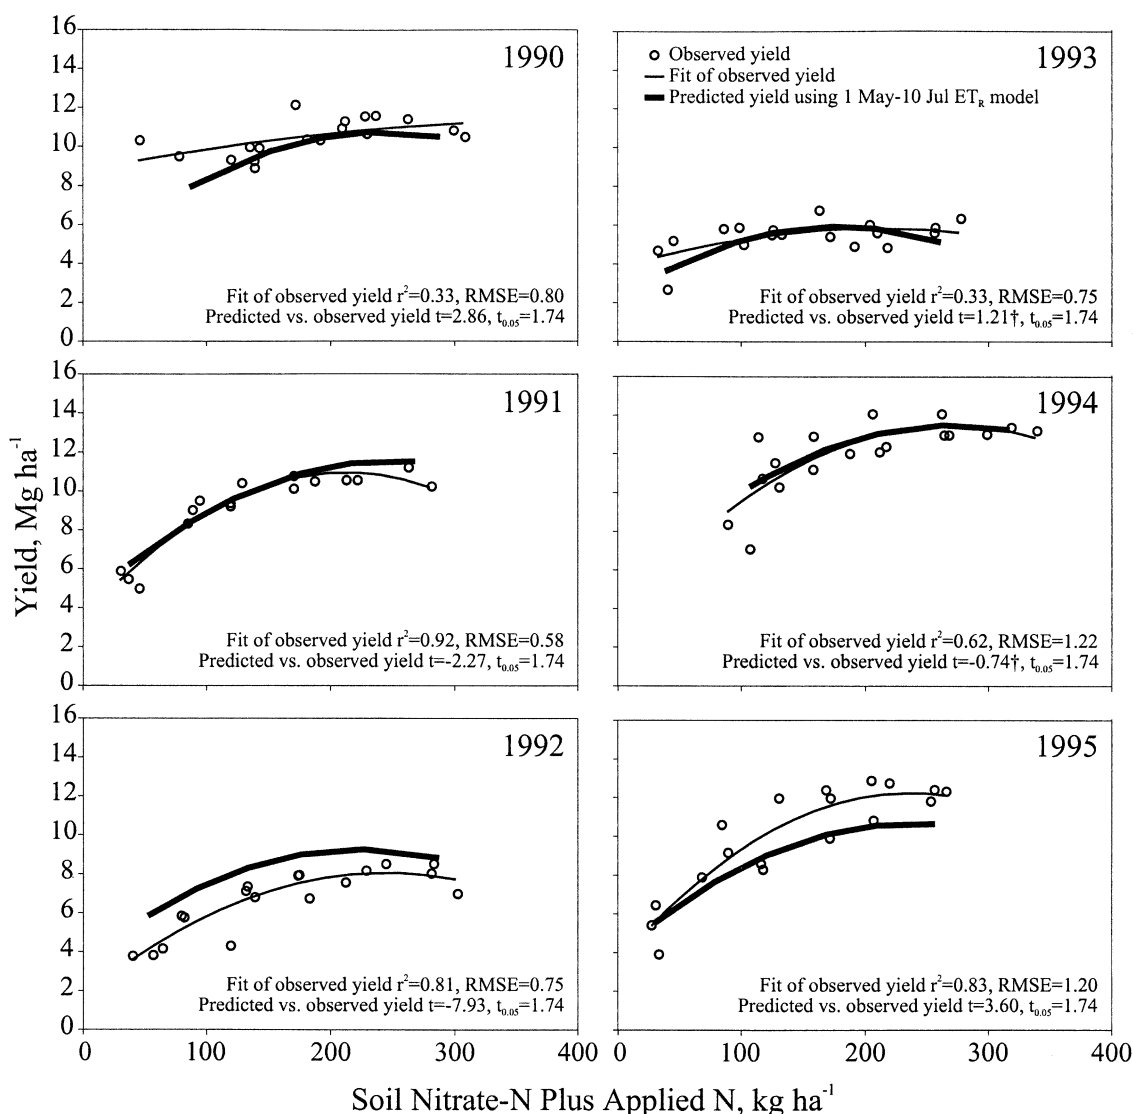 16
14
12
10
8
6
4
2
0
1990
Fit of observed yield r²=0.33, RMSE=0.80
Predicted vs. observed yield t=2.86, t0.05=1.74
1993
Observed yield
Fit of observed yield
Predicted yield using 1 May-10 Jul ETR model
Fit of observed yield r²=0.33, RMSE=0.75
Predicted vs. observed yield t=1.21†, t0.05=1.74
Yield, Mg ha⁻¹
16
14
12
10
8
6
4
2
0
1991
Fit of observed yield r²=0.92, RMSE=0.58
Predicted vs. observed yield t=-2.27, t0.05=1.74
1994
Fit of observed yield r²=0.62, RMSE=1.22
Predicted vs. observed yield t=-0.74†, t0.05=1.74
16
14
12
10
8
6
4
2
0
1992
Fit of observed yield r²=0.81, RMSE=0.75
Predicted vs. observed yield t=-7.93, t0.05=1.74
1995
Fit of observed yield r²=0.83, RMSE=1.20
Predicted vs. observed yield t=3.60, t0.05=1.74
0 100 200 300 400
0 100 200 300 400
Soil Nitrate-N Plus Applied N, kg ha⁻¹